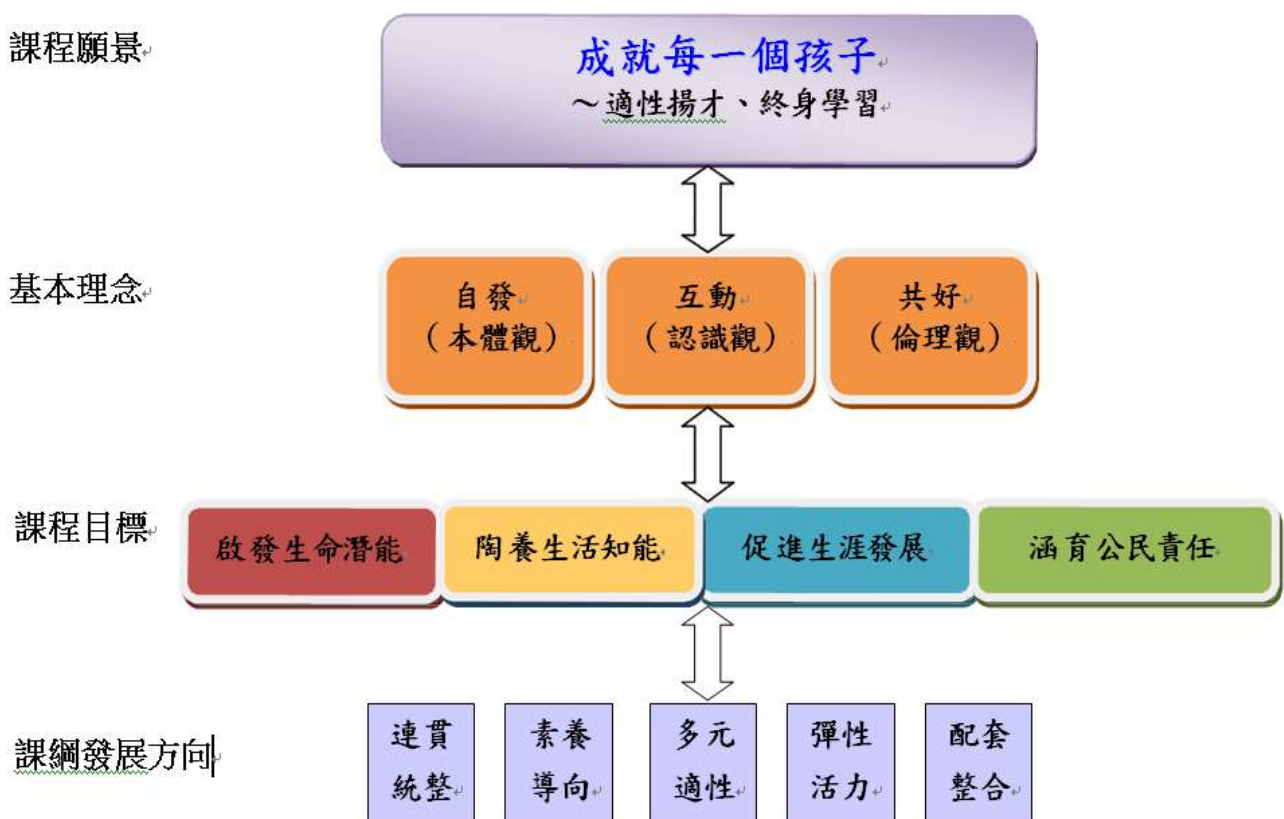 課程願景
成就每一個孩子
～適性揚才、終身學習
基本理念
自發
（本體觀）
互動
（認識觀）
共好
（倫理觀）
課程目標
啟發生命潛能
陶養生活知能
促進生涯發展
涵育公民責任
課綱發展方向
連貫
統整
素養
導向
多元
適性
彈性
活力
配套
整合